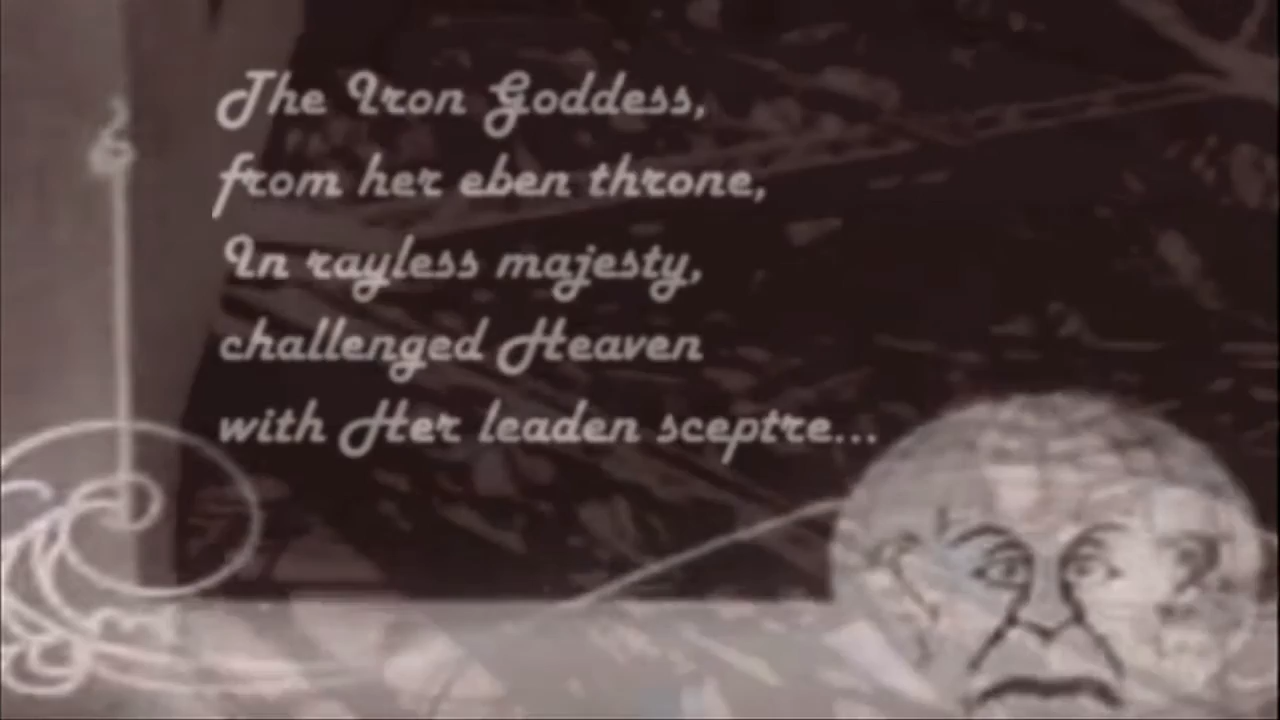 The Iron Goddess,
from her eben throne,
In rayless majesty,
challenged Heaven
with Her leaden sceptre...